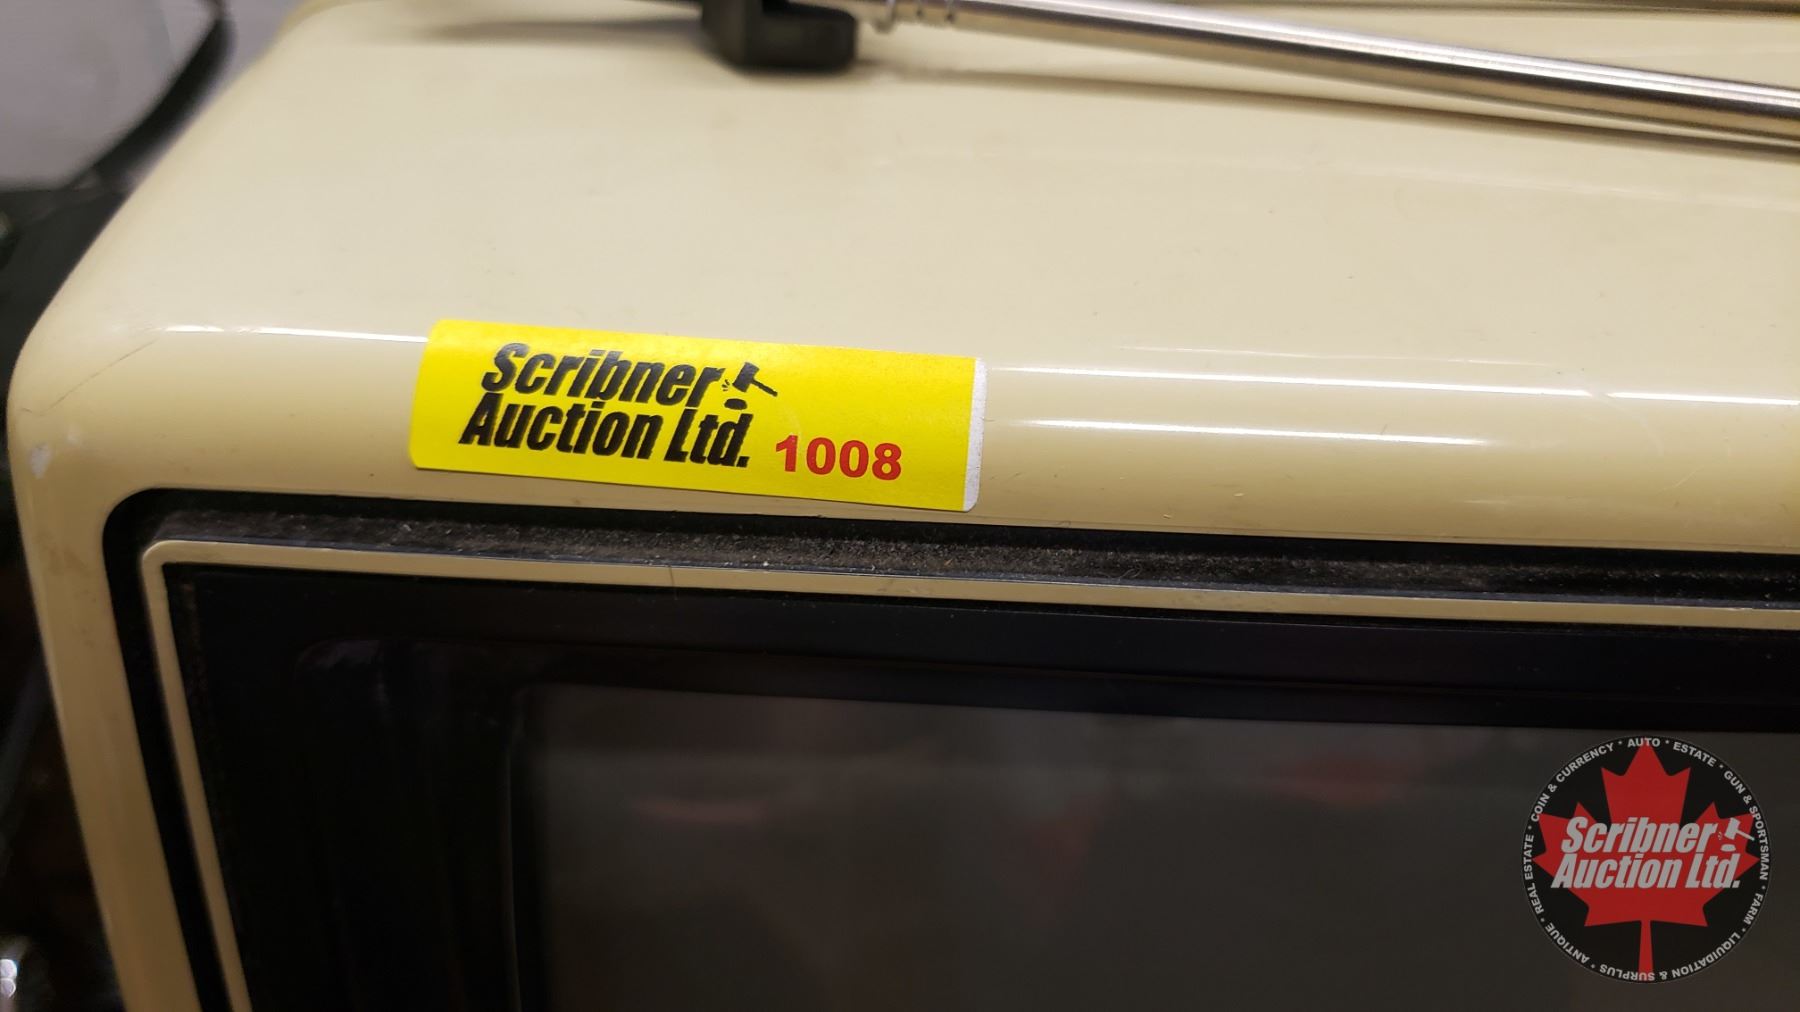 Scribner
Auction Ltd.
1008
COIN & CURRENCY * AUTO * ESTATE * GUN & SPORTSMAN * FARM * LIQUIDATION & SURPLUS * ANTIQUE * REAL ESTATE *
Scribner
Auction Ltd.